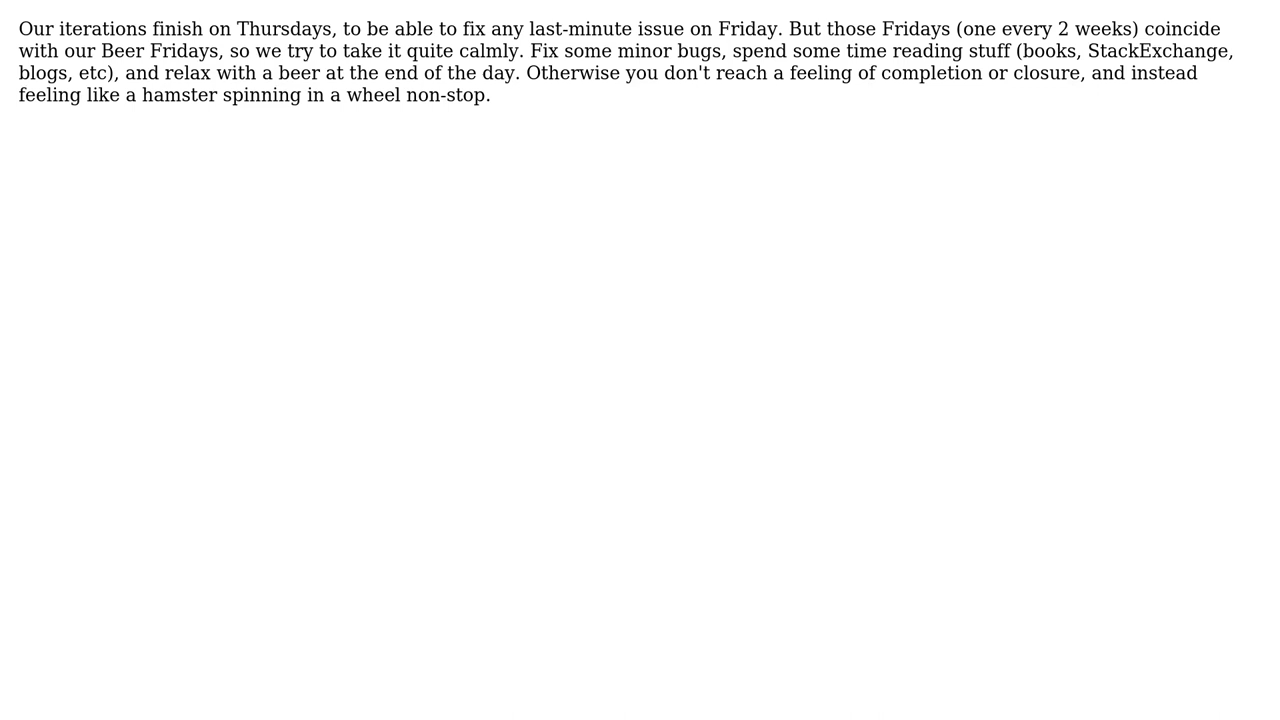 Our iterations finish on Thursdays, to be able to fix any last-minute issue on Friday. But those Fridays (one every 2 weeks) coincide
with our Beer Fridays, so we try to take it quite calmly. Fix some minor bugs, spend some time reading stuff (books, StackExchange,
blogs, etc), and relax with a beer at the end of the day. Otherwise you don't reach a feeling of completion or closure, and instead
feeling like a hamster spinning in a wheel non-stop.